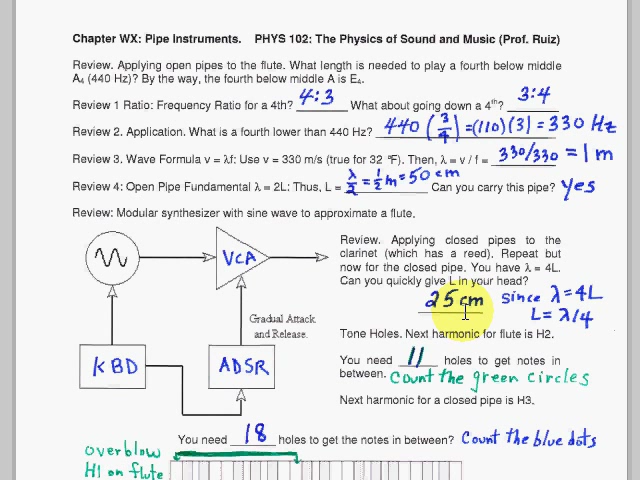 Chapter WX: Pipe Instruments. PHYS 102: The Physics of Sound and Music (Prof. Ruiz)
Review. Applying open pipes to the flute. What length is needed to play a fourth below middle
A4 (440 Hz)? By the way, the fourth below middle A is E4.
Review 1 Ratio: Frequency Ratio for a 4th? 4:3 What about going down a 4th? 3:4
Review 2. Application. What is a fourth lower than 440 Hz? 440 (3/4) = (110)(3) = 330 Hz
Review 3. Wave Formula v = λf: Use v = 330 m/s (true for 32 °F). Then, λ = v / f = 330/330 = 1 m
Review 4: Open Pipe Fundamental λ = 2L: Thus, L = λ/2 = 1/2 m = 50 cm Can you carry this pipe? Yes
Review: Modular synthesizer with sine wave to approximate a flute.
VCA
Gradual Attack
and Release.
KBD
ADSR
Review. Applying closed pipes to the
clarinet (which has a reed). Repeat but
now for the closed pipe. You have λ = 4L.
Can you quickly give L in your head?
25 cm since λ = 4L
L = λ/4
Tone Holes. Next harmonic for flute is H2.
You need 11 holes to get notes in
between. Count the green circles
Next harmonic for a closed pipe is H3.
You need 18 holes to get the notes in between? Count the blue dots
overblow
H1 on flute